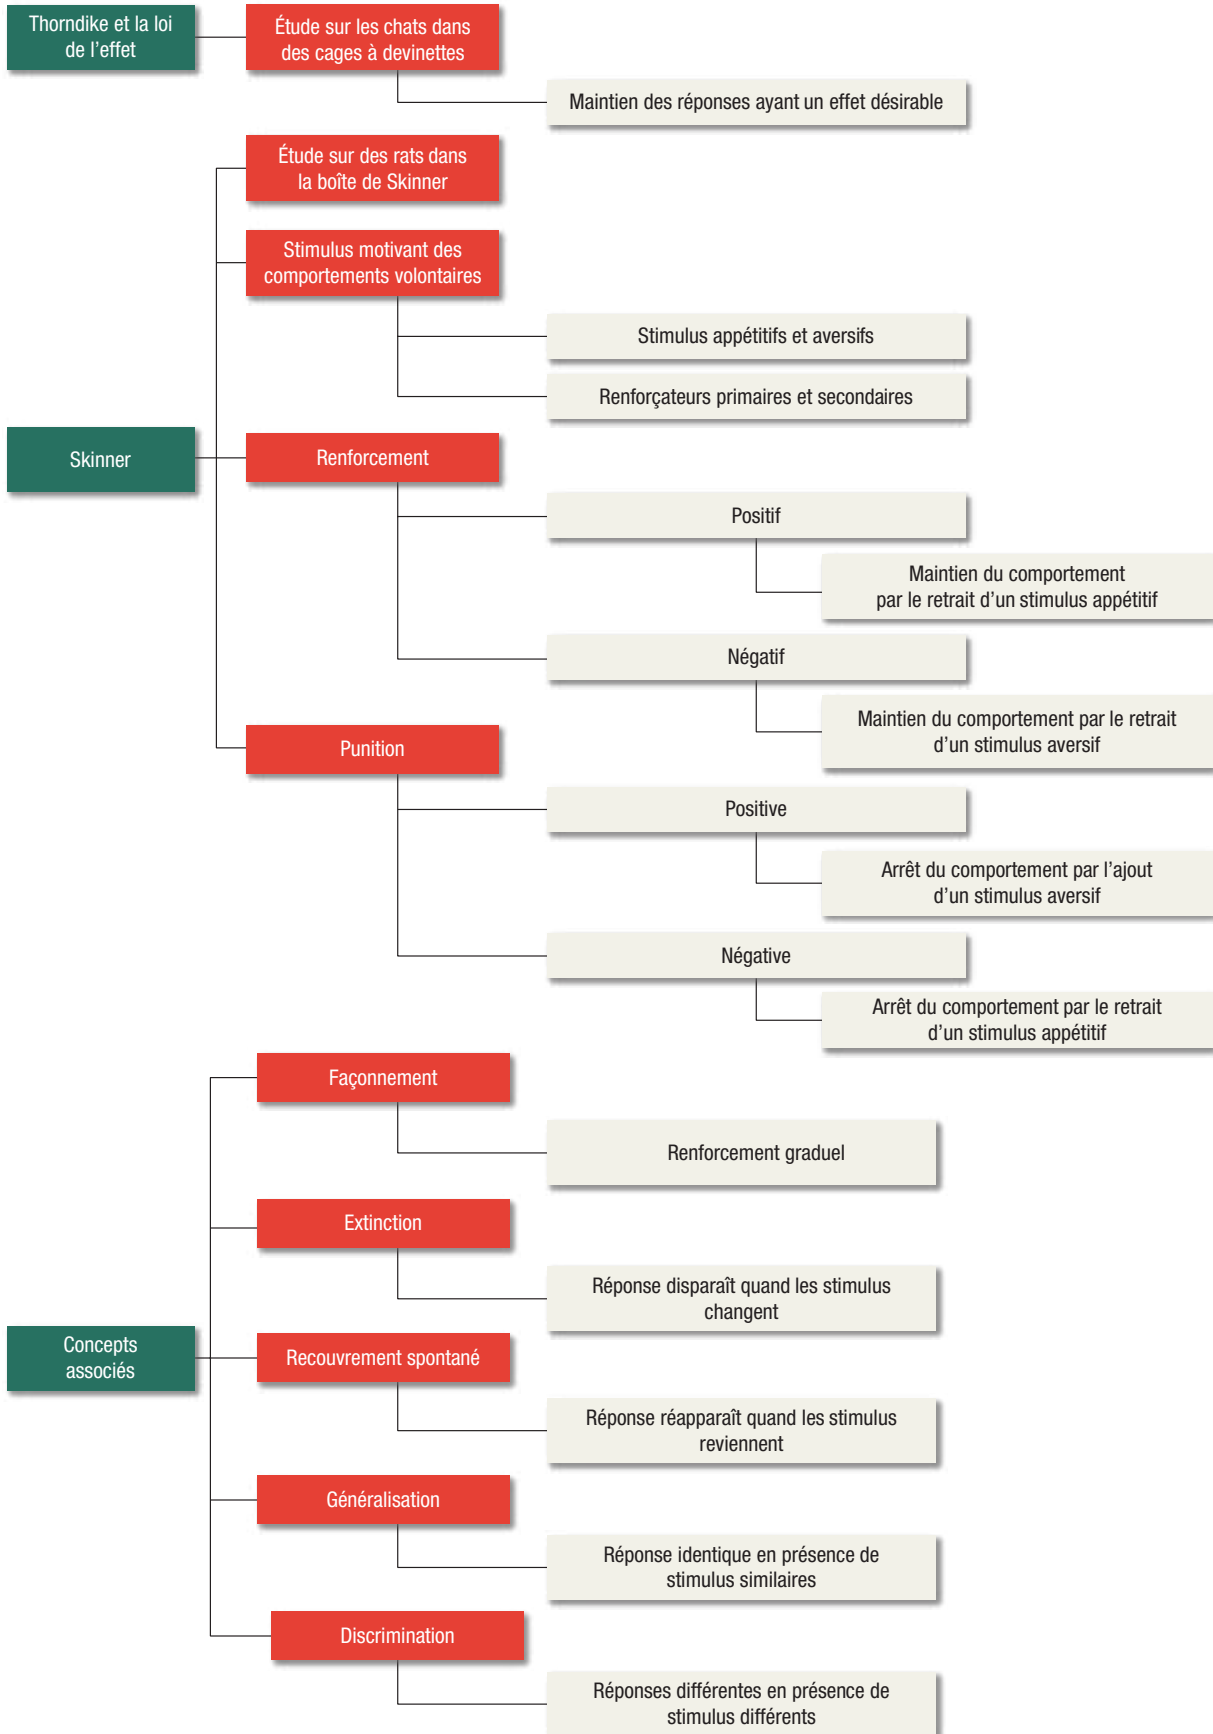 Thorndike et la loi
de l’effet
Étude sur les chats dans
des cages à devinettes
Maintien des réponses ayant un effet désirable
Étude sur des rats dans
la boîte de Skinner
Stimulus motivant des
comportements volontaires
Stimulus appétitifs et aversifs
Renforçateurs primaires et secondaires
Skinner
Renforcement
Positif
Maintien du comportement
par le retrait d’un stimulus appétitif
Négatif
Maintien du comportement par le retrait
d’un stimulus aversif
Punition
Positive
Arrêt du comportement par l’ajout
d’un stimulus aversif
Négative
Arrêt du comportement par le retrait
d’un stimulus appétitif
Façonnement
Renforcement graduel
Extinction
Réponse disparaît quand les stimulus
changent
Concepts
associés
Recouvrement spontané
Réponse réapparaît quand les stimulus
reviennent
Généralisation
Réponse identique en présence de
stimulus similaires
Discrimination
Réponses différentes en présence de
stimulus différents